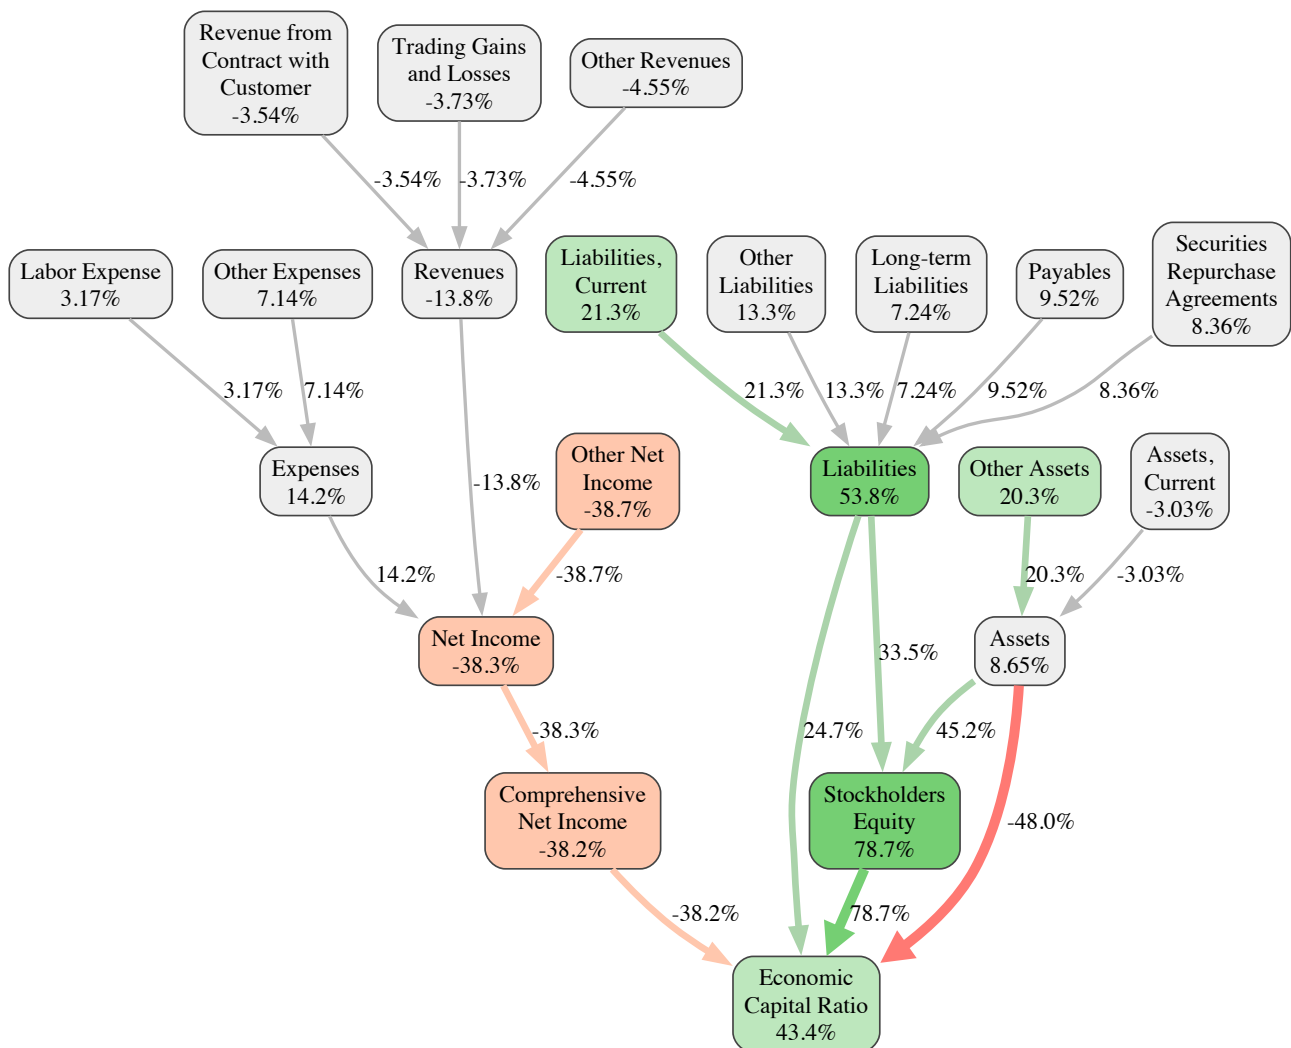 Revenue from
Contract with
Customer
-3.54%
Trading Gains
and Losses
-3.73%
Other Revenues
-4.55%
-3.54%
-3.73%
-4.55%
Labor Expense
3.17%
Other Expenses
7.14%
Revenues
-13.8%
Liabilities,
Current
21.3%
Other
Liabilities
13.3%
Long-term
Liabilities
7.24%
Payables
9.52%
Securities
Repurchase
Agreements
8.36%
3.17%
7.14%
21.3%
13.3%
7.24%
9.52%
8.36%
Expenses
14.2%
-13.8%
Other Net
Income
-38.7%
Liabilities
53.8%
Other Assets
20.3%
Assets,
Current
-3.03%
14.2%
-38.7%
20.3%
-3.03%
Net Income
-38.3%
33.5%
Assets
8.65%
-38.3%
24.7%
45.2%
Comprehensive
Net Income
-38.2%
Stockholders
Equity
78.7%
-48.0%
-38.2%
78.7%
Economic
Capital Ratio
43.4%